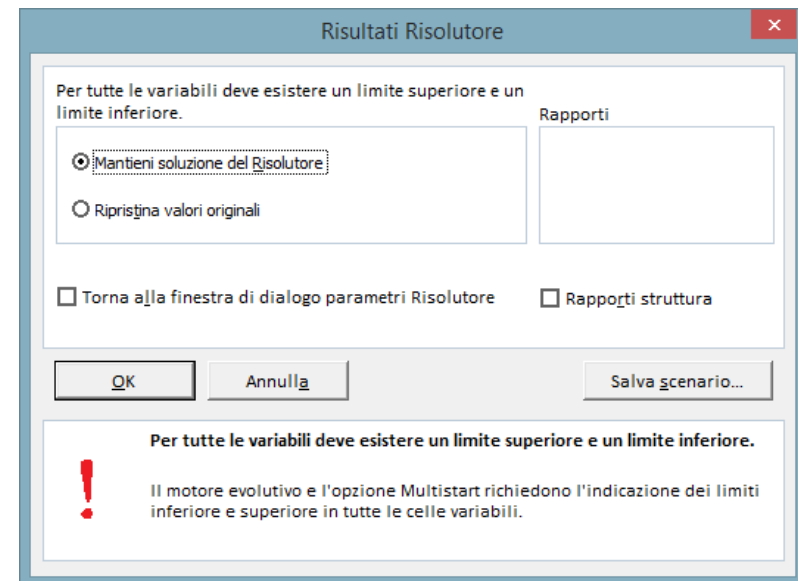 Risultati Risolutore
Per tutte le variabili deve esistere un limite superiore e un
limite inferiore.
Rapporti
Mantieni soluzione del Risolutore
Ripristina valori originali
Torna alla finestra di dialogo parametri Risolutore
Rapporti struttura
OK
Annulla
Salva scenario...
Per tutte le variabili deve esistere un limite superiore e un limite inferiore.
Il motore evolutivo e l'opzione Multistart richiedono l'indicazione dei limiti
inferiore e superiore in tutte le celle variabili.